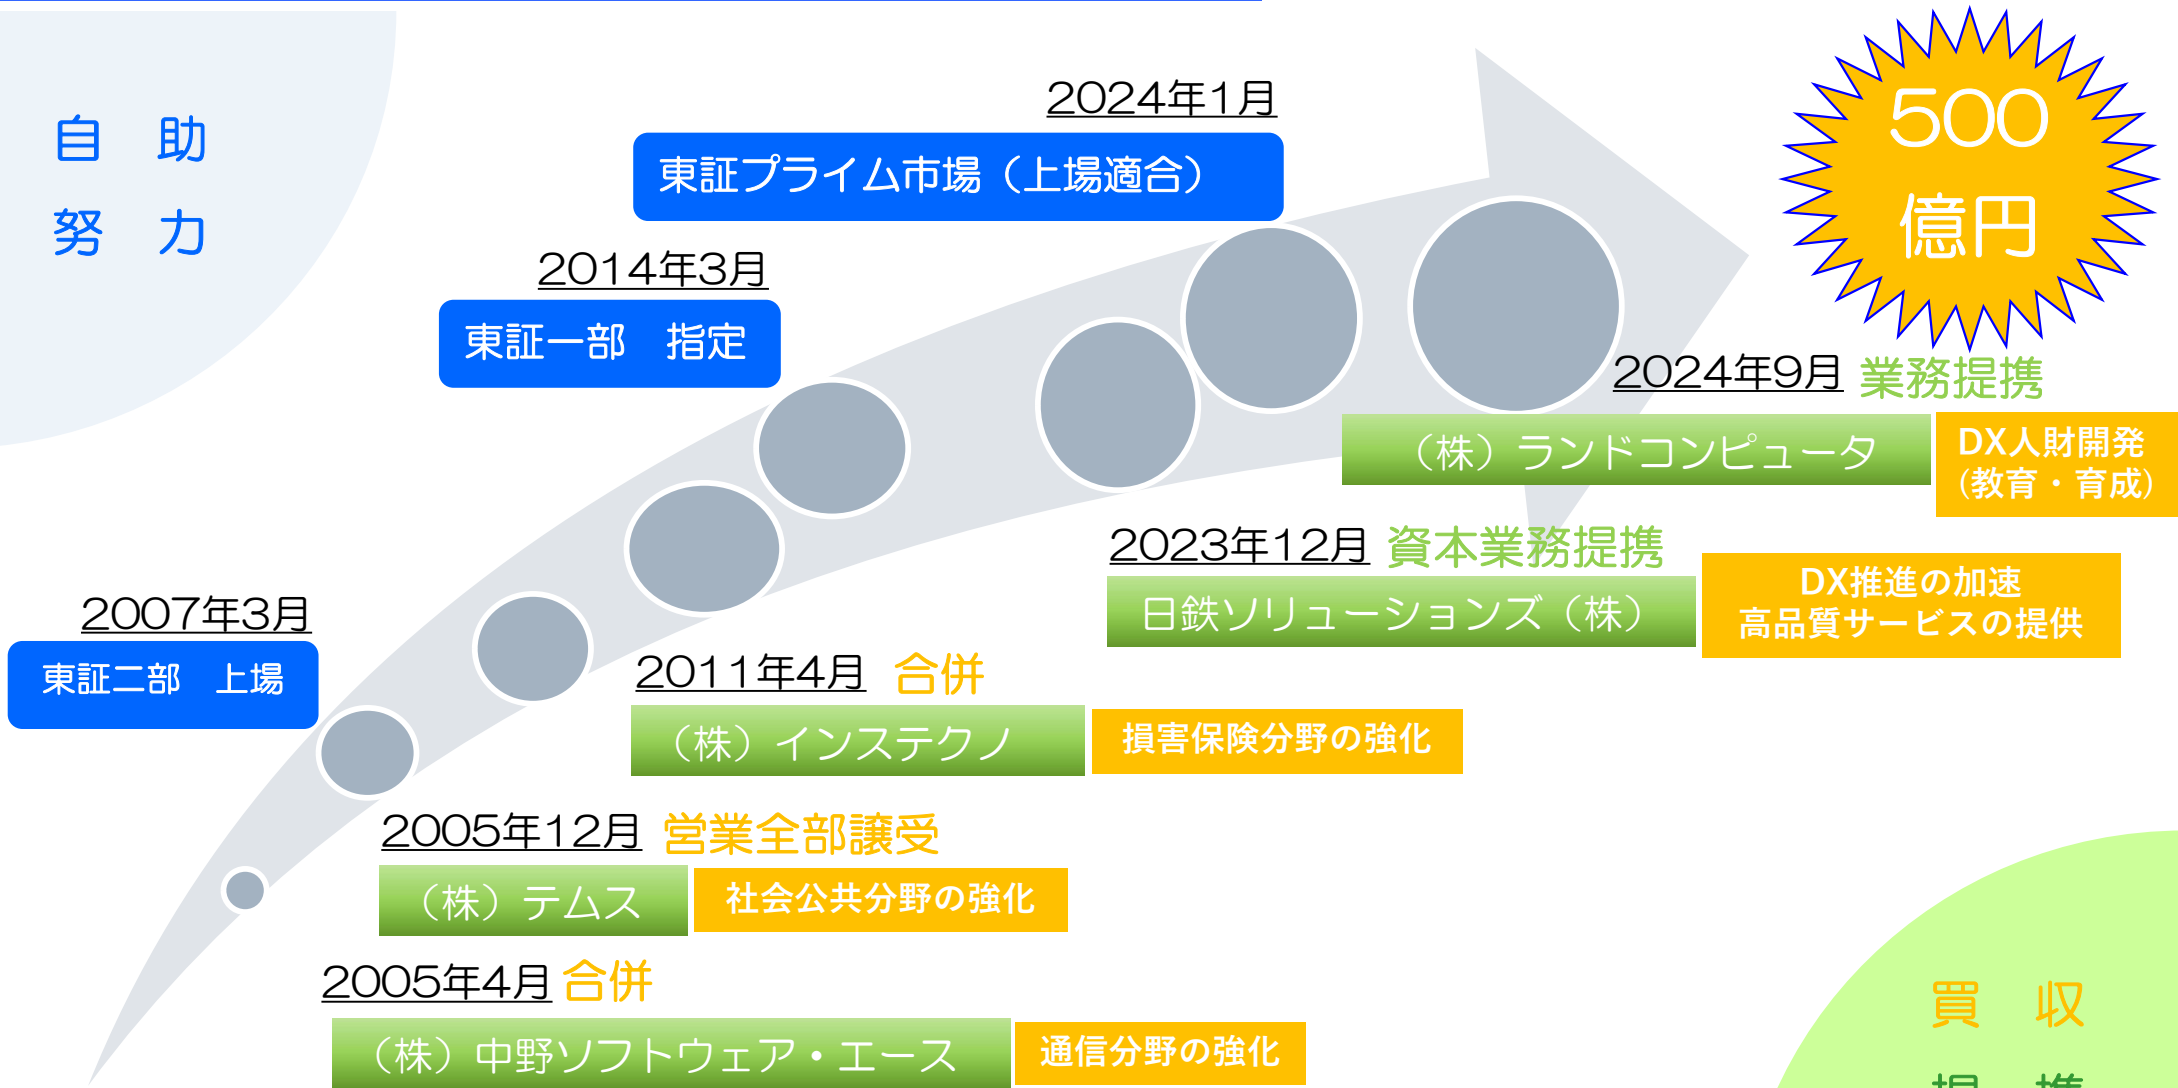 自　助
努　力
2024年1月
東証プライム市場（上場適合）
500
億円
2014年3月
東証一部　指定
2024年9月 業務提携
（株）ランドコンピュータ
DX人財開発
(教育・育成)
2023年12月 資本業務提携
日鉄ソリューションズ（株）
DX推進の加速
高品質サービスの提供
2007年3月
東証二部　上場
2011年4月 合併
（株）インステクノ
損害保険分野の強化
2005年12月 営業全部譲受
（株）テムス
社会公共分野の強化
2005年4月 合併
（株）中野ソフトウェア・エース
通信分野の強化
買　収
提　携